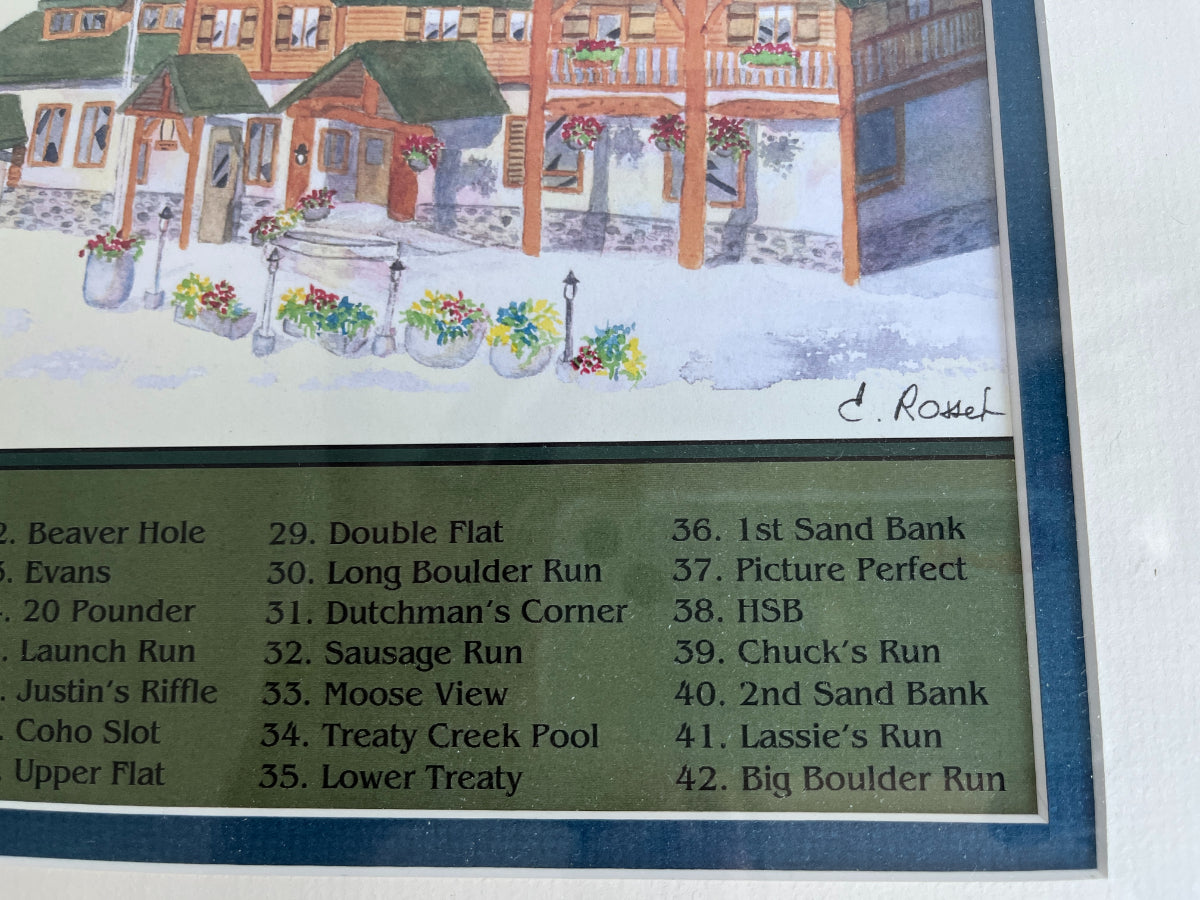 C. Rosset
2. Beaver Hole
3. Evans
4. 20 Pounder
. Launch Run
. Justin's Riffle
. Coho Slot
. Upper Flat
29. Double Flat
30. Long Boulder Run
31. Dutchman's Corner
32. Sausage Run
33. Moose View
34. Treaty Creek Pool
35. Lower Treaty
36. 1st Sand Bank
37. Picture Perfect
38. HSB
39. Chuck's Run
40. 2nd Sand Bank
41. Lassie's Run
42. Big Boulder Run